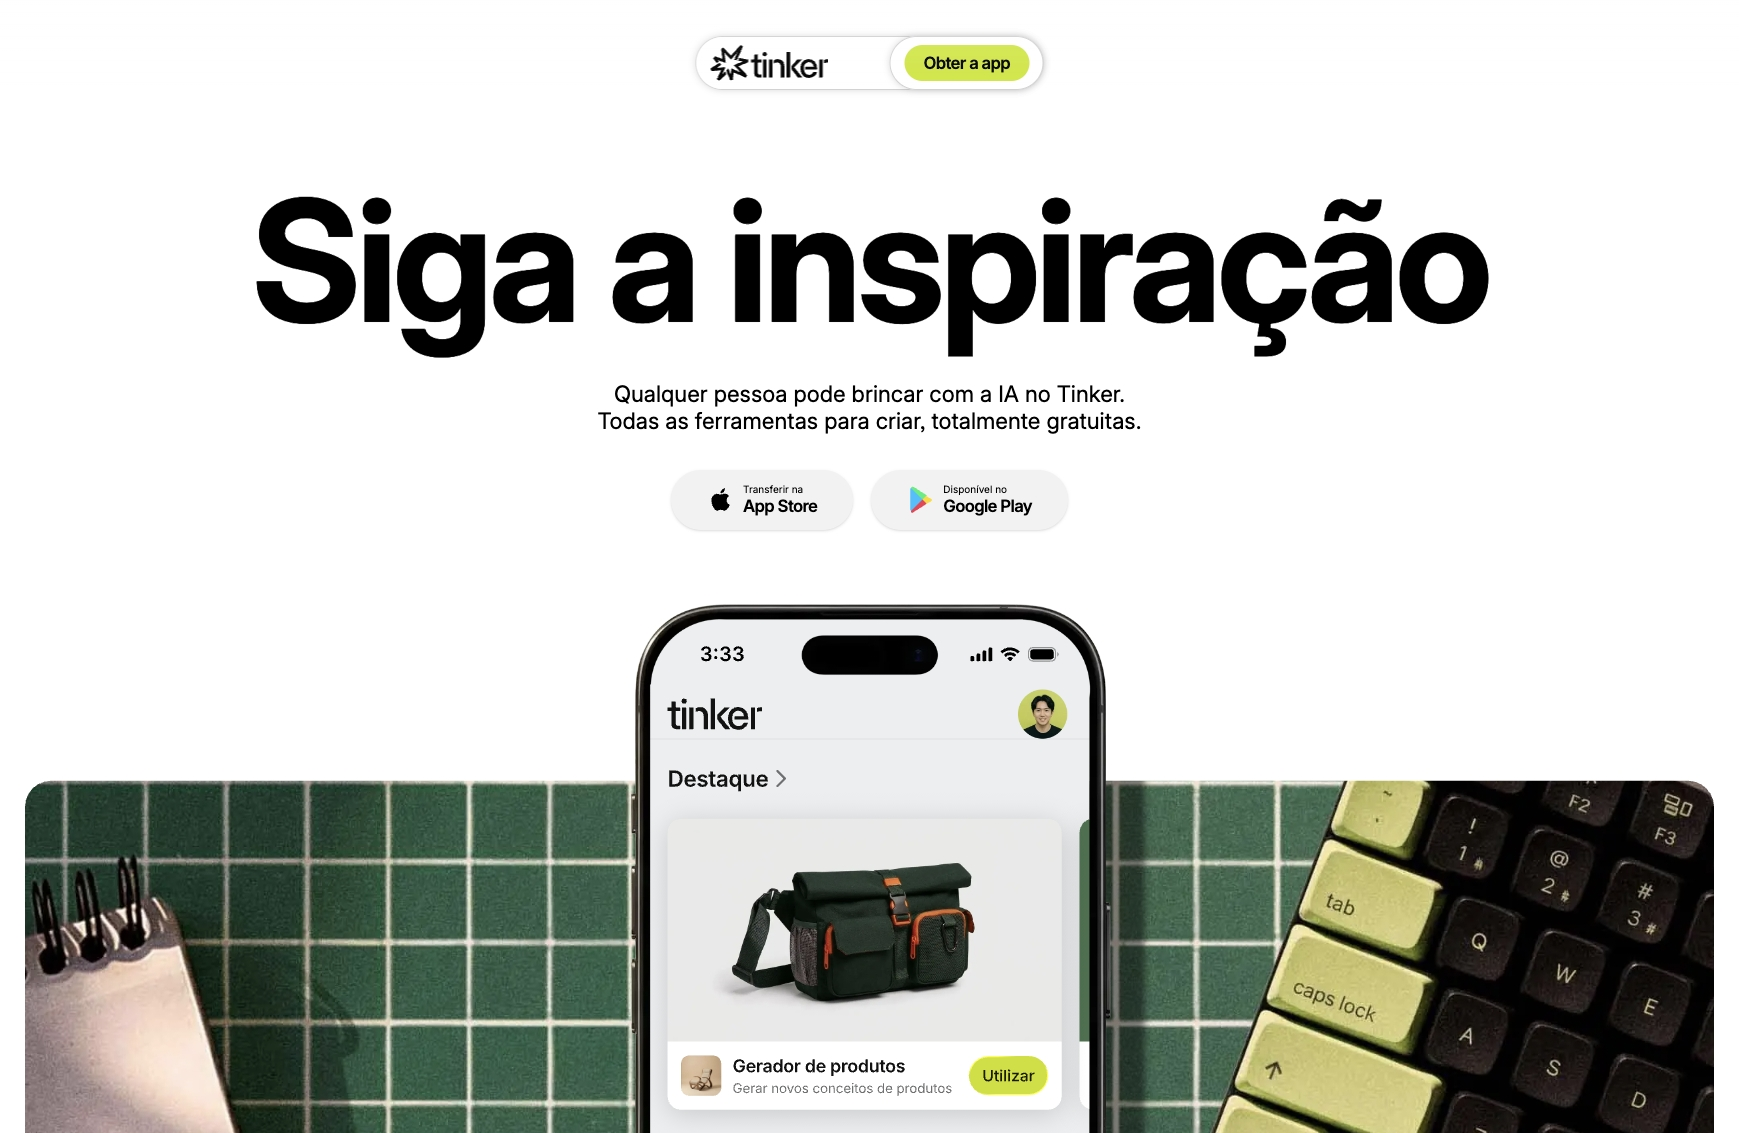 tinker
Obter a app
Siga a inspiração
Qualquer pessoa pode brincar com a IA no Tinker.
Todas as ferramentas para criar, totalmente gratuitas.
Transferir na
App Store
Disponível no
Google Play
3:33
tinker
Destaque
Gerador de produtos
Gerar novos conceitos de produtos
Utilizar
~
F2
F3
!
1
@
2
#
3
tab
Q
W
E
caps lock
A
S
D